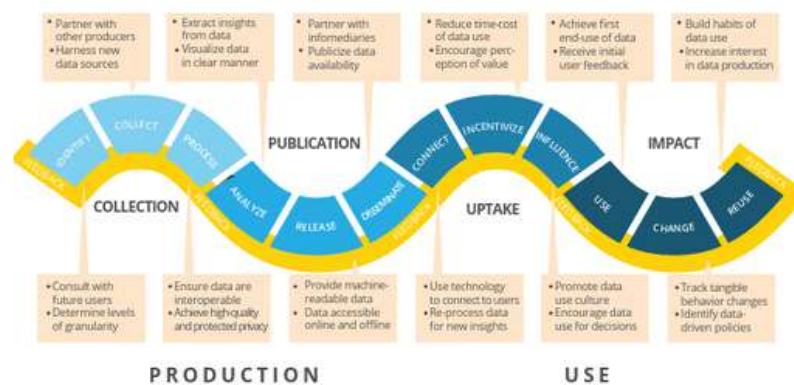 • Partner with
other producers
• Harness new
data sources
• Extract insights
from data
• Visualize data
in clear manner
• Partner with
infomediaries
• Publicize data
availability
• Reduce time-cost
of data use
• Encourage perc-
eption of value
• Achieve first
end-use of data
• Receive initial
user feedback
• Build habits of
data use
• Increase interest
in data production
IDENTIFY
COLLECT
PROCESS
ANALYZE
RELEASE
DISSEMINATE
CONNECT
INCENTIVIZE
INFLUENCE
USE
CHANGE
REUSE
FEEDBACK
FEEDBACK
FEEDBACK
FEEDBACK
FEEDBACK
COLLECTION
PUBLICATION
UPTAKE
IMPACT
• Consult with
future users
• Determine levels
of granularity
• Ensure data are
interoperable
• Achieve high-quality
and protected privacy
• Provide machine-
readable data
• Data accessible
online and offline
• Use technology
to connect to users
• Re-process data
for new insights
• Promote data
use culture
• Encourage data
use for decisions
• Track tangible
behavior changes
• Identify data-
driven policies
PRODUCTION
USE